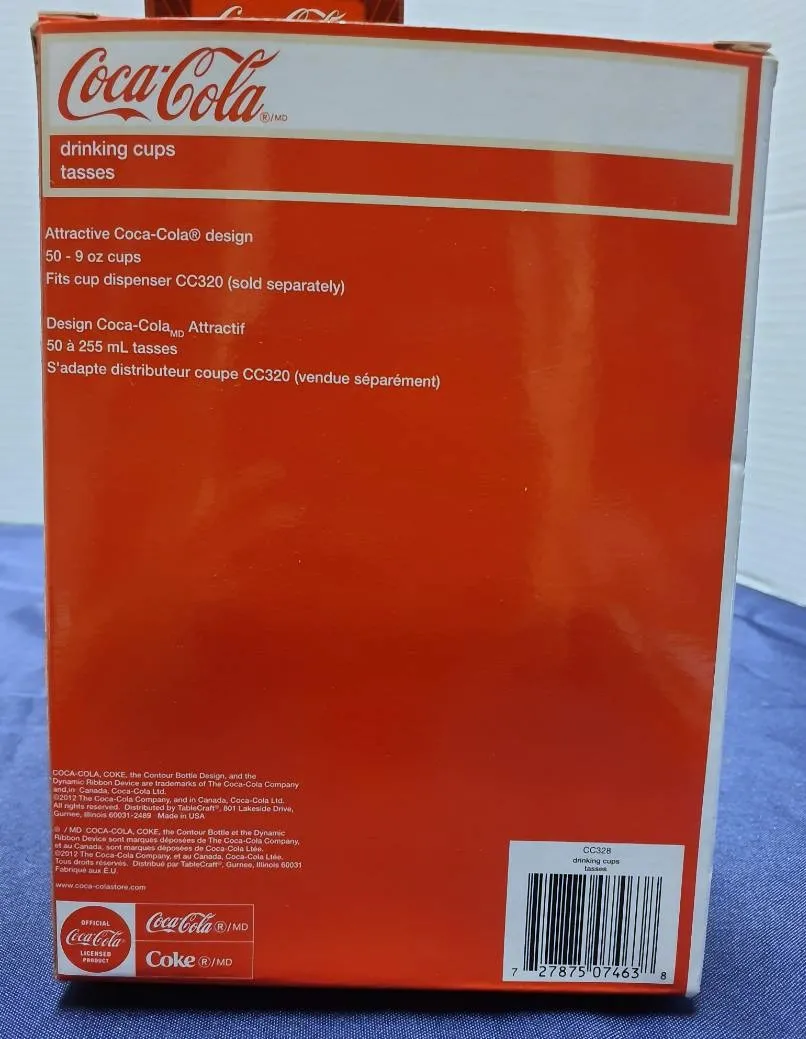 Coca-Cola
Coca-Cola®/MD
drinking cups
tasses
Attractive Coca-Cola® design
50 - 9 oz cups
Fits cup dispenser CC320 (sold separately)
Design Coca-ColaMD Attractif
50 à 255 mL tasses
S'adapte distributeur coupe CC320 (vendue séparément)
COCA-COLA, COKE, the Contour Bottle Design, and the
Dynamic Ribbon Device are trademarks of The Coca-Cola Company
and,in Canada, Coca-Cola Ltd.
©2012 The Coca-Cola Company, and in Canada, Coca-Cola Ltd.
All rights reserved. Distributed by TableCraft®, 801 Lakeside Drive,
Gurnee, Illinois 60031-2489 Made in USA
® / MD COCA-COLA, COKE, the Contour Bottle et the Dynamic
Ribbon Device sont marques déposées de The Coca-Cola Company,
et au Canada, sont marques déposées de Coca-Cola Ltée.
©2012 The Coca-Cola Company, et au Canada, Coca-Cola Ltée.
Tous droits réservés. Distribué par TableCraft®, Gurnee, Illinois 60031
Fabriqué aux É.U.
www.coca-colastore.com
OFFICIAL
Coca-Cola
LICENSED
PRODUCT
Coca-Cola ®/MD
Coke ®/MD
CC328
drinking cups
tasses
7 27875 07463 8